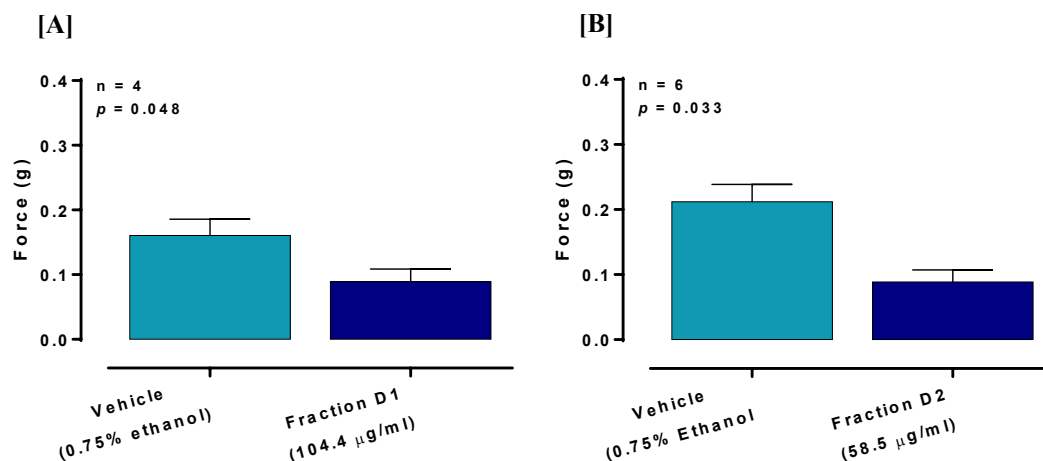 [A]
n = 4
p = 0.048
0.4
0.3
0.2
0.1
0.0
Force (g)
Vehicle
(0.75% ethanol)
Fraction D1
(104.4 µg/ml)
[B]
n = 6
p = 0.033
0.4
0.3
0.2
0.1
0.0
Force (g)
Vehicle
(0.75% Ethanol
Fraction D2
(58.5 µg/ml)